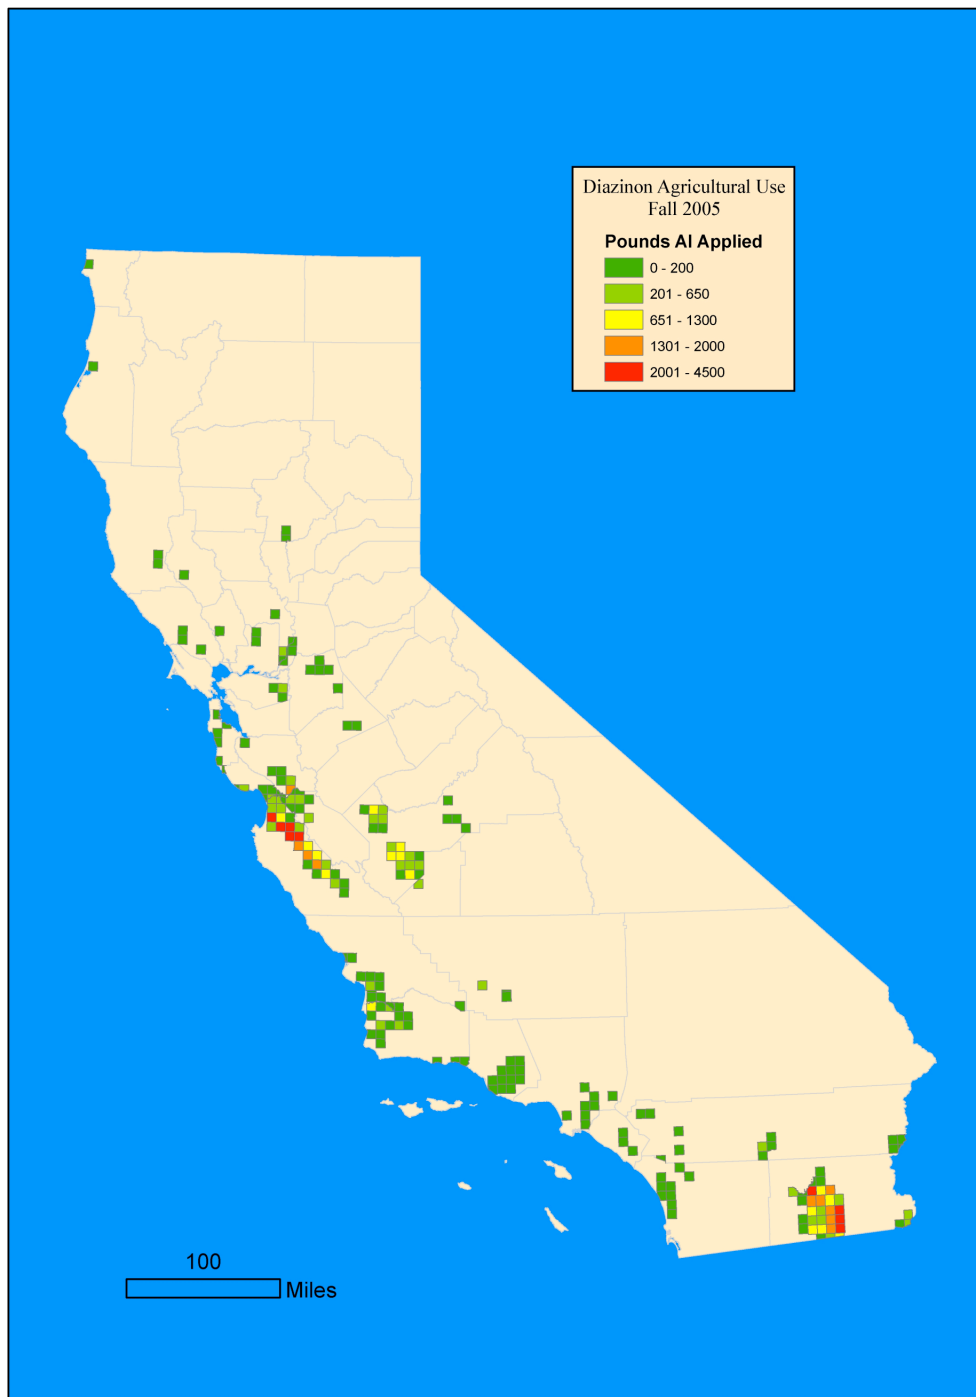 Diazinon Agricultural Use
Fall 2005
Pounds AI Applied
0 - 200
201 - 650
651 - 1300
1301 - 2000
2001 - 4500
100
Miles